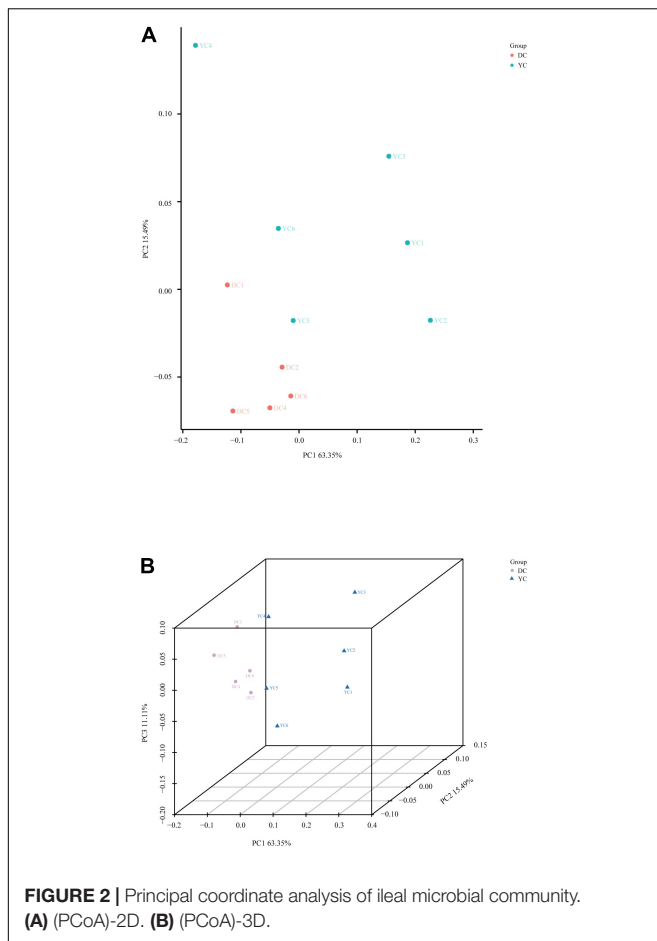 A
Group
DC
YC
YC4
0.10
YC3
0.05
YC6
YC1
PC2 15.49%
DC1
0.00
YC5
YC2
DC2
−0.05
DC6
DC5
DC4
−0.2
−0.1
0.0
0.1
0.2
0.3
PC1 63.35%
B
Group
DC
YC
YC3
YC4
0.10
DC5
0.05
YC2
0.00
YC5
YC1
PC3 11.11%
−0.05
YC6
−0.10
0.15
0.10
0.05
−0.15
0.00
−0.05
−0.20
−0.10
PC2 15.49%
−0.2
−0.1
0.0
0.1
0.2
0.3
0.4
PC1 63.35%
FIGURE 2 | Principal coordinate analysis of ileal microbial community.
(A) (PCoA)-2D. (B) (PCoA)-3D.